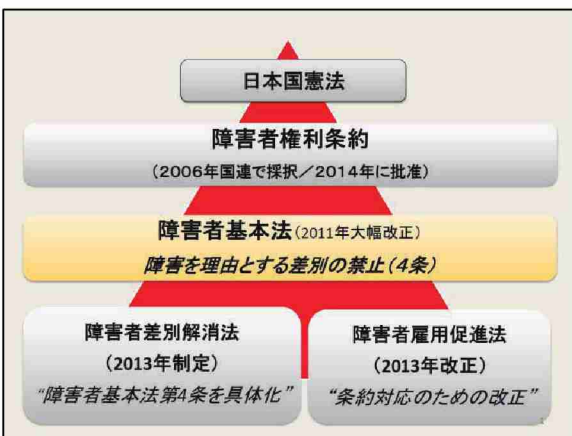 日本国憲法
障害者権利条約
(2006年国連で採択／2014年に批准)
障害者基本法(2011年大幅改正)
障害を理由とする差別の禁止(4条)
障害者差別解消法
(2013年制定)
“障害者基本法第4条を具体化”
障害者雇用促進法
(2013年改正)
“条約対応のための改正”
1